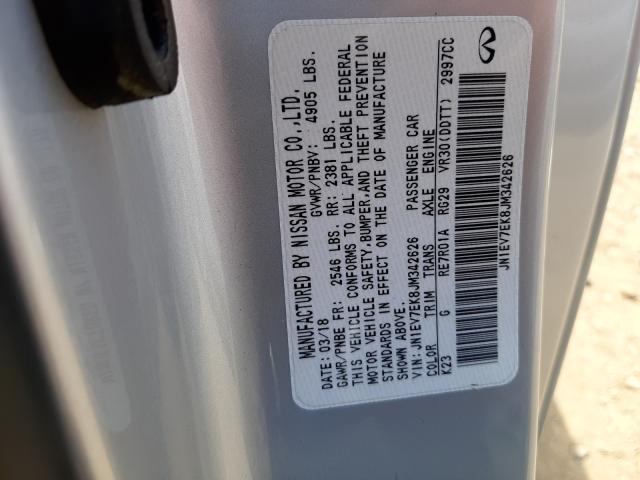 MANUFACTURED BY NISSAN MOTOR CO.,LTD.
DATE: 03/18 GVWR/PNBV: 4905 LBS.
GAWR/PNBE FR: 2546 LBS. RR: 2381 LBS.
THIS VEHICLE CONFORMS TO ALL APPLICABLE FEDERAL
MOTOR VEHICLE SAFETY,BUMPER,AND THEFT PREVENTION
STANDARDS IN EFFECT ON THE DATE OF MANUFACTURE
SHOWN ABOVE.
VIN: JN1EV7EK8JM342626 PASSENGER CAR
COLOR TRIM TRANS AXLE ENGINE
K23 G RE7R01A RG29 VR30(DDTT) 2997CC
JN1EV7EK8JM342626